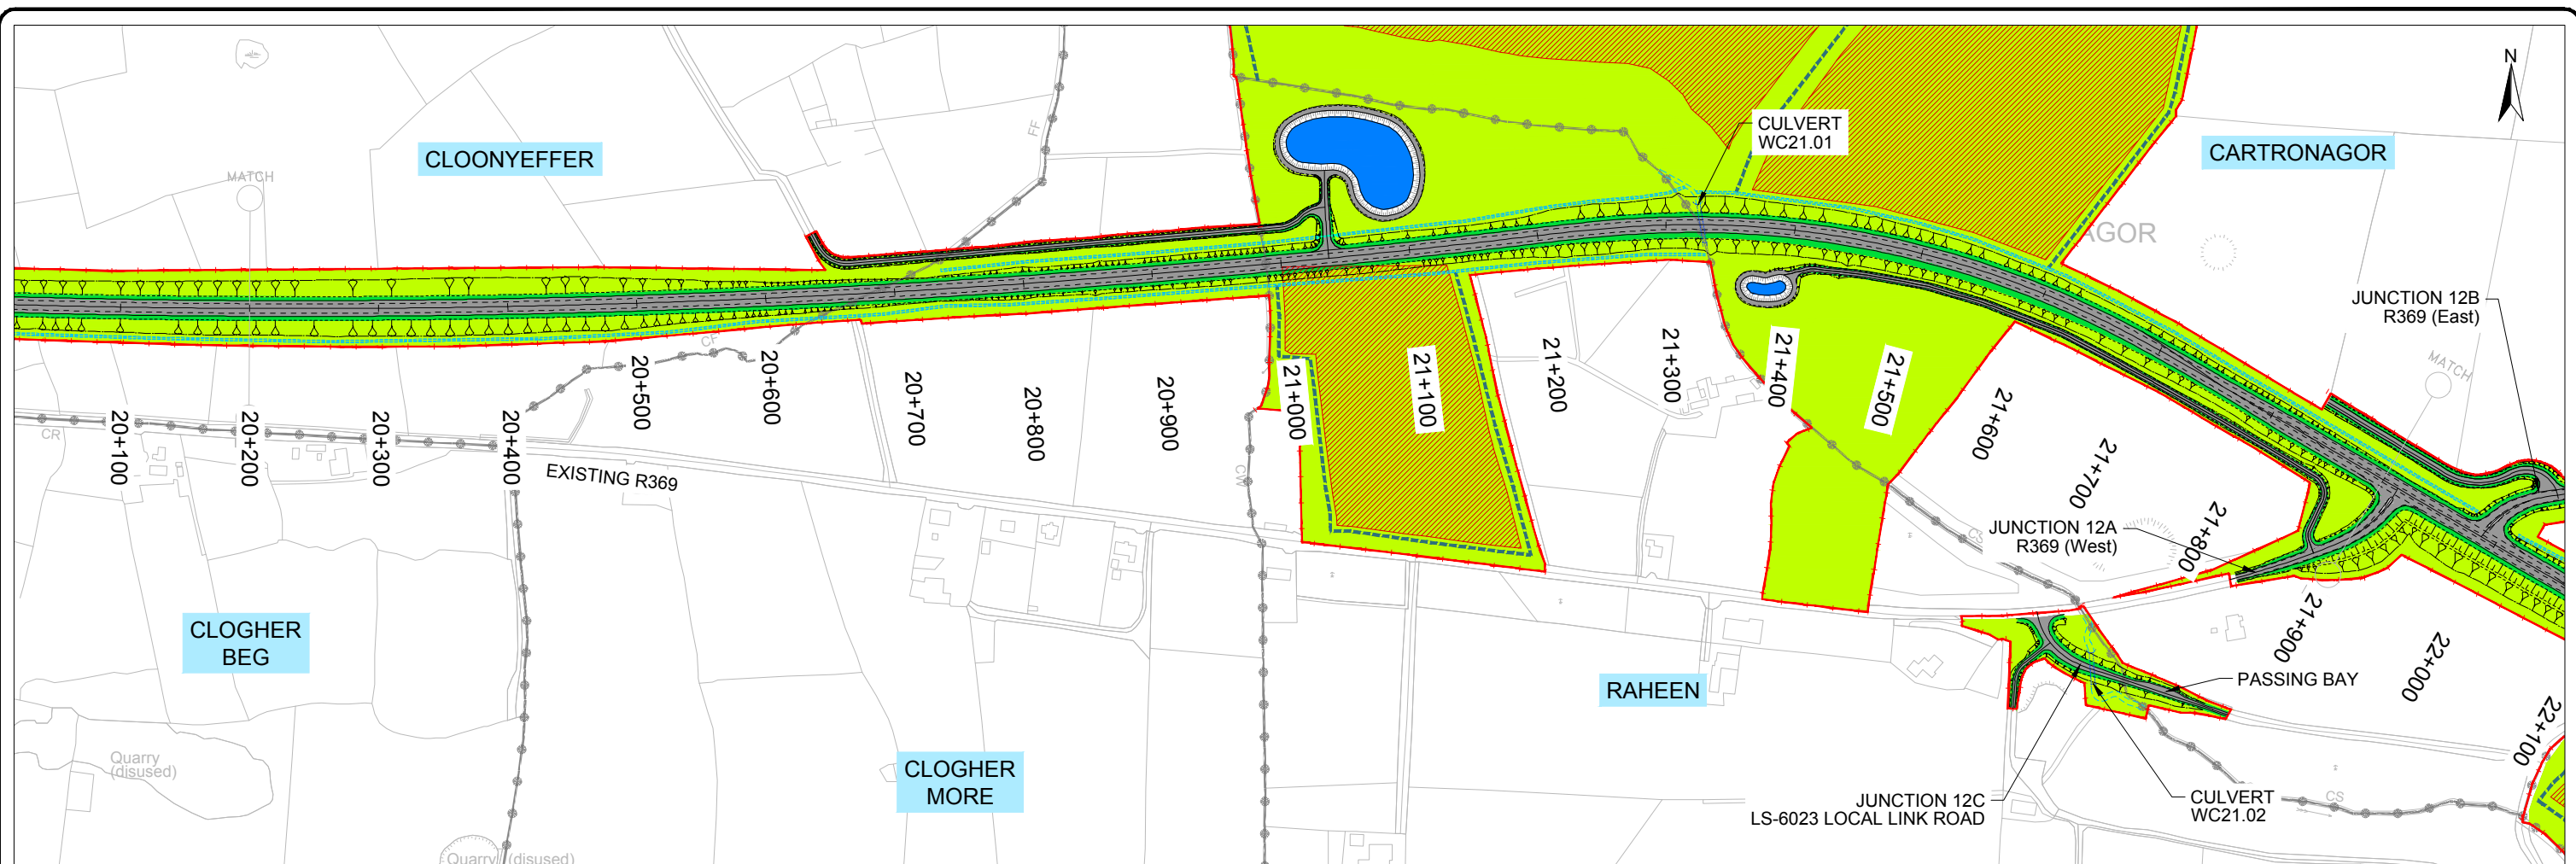 N
CULVERT
WC21.01
CLOONYEFFER
CARTRONAGOR
FF
MATCH
AGOR
JUNCTION 12B
R369 (East)
MATCH
CF
CR
20+100
20+200
20+300
20+400
20+500
20+600
20+700
20+800
20+900
21+000
21+100
21+200
21+300
21+400
21+500
21+600
21+700
21+800
21+900
22+000
22+100
EXISTING R369
CW
CS
JUNCTION 12A
R369 (West)
CLOGHER
BEG
RAHEEN
PASSING BAY
Quarry
(disused)
CLOGHER
MORE
JUNCTION 12C
LS-6023 LOCAL LINK ROAD
CULVERT
WC21.02
CS
Quarry (disused)